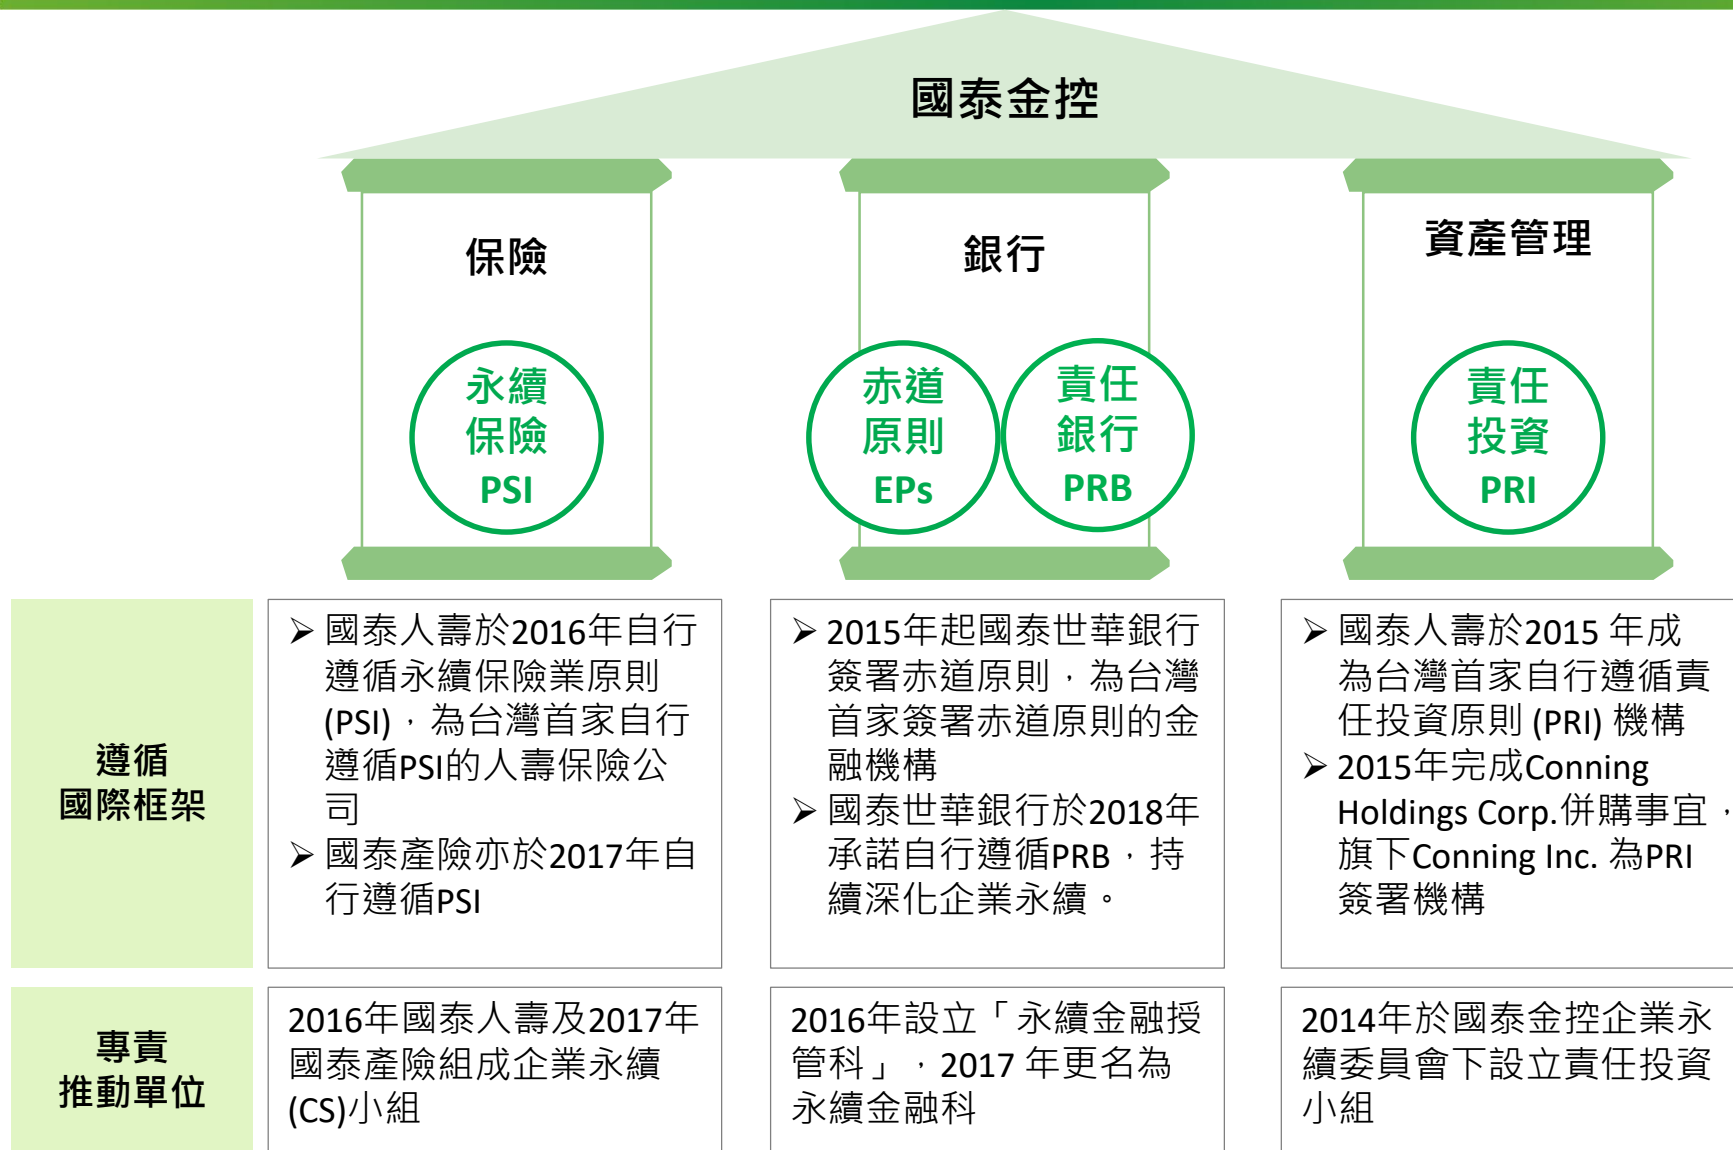 國泰金控
保險
銀行
資產管理
永續
保險
PSI
赤道
原則
EPs
責任
銀行
PRB
責任
投資
PRI
遵循
國際框架
➢ 國泰人壽於2016年自行
遵循永續保險業原則
(PSI)，為台灣首家自行
遵循PSI的人壽保險公
司
➢ 國泰產險亦於2017年自
行遵循PSI
➢ 2015年起國泰世華銀行
簽署赤道原則，為台灣
首家簽署赤道原則的金
融機構
➢ 國泰世華銀行於2018年
承諾自行遵循PRB，持
續深化企業永續。
➢ 國泰人壽於2015 年成
為台灣首家自行遵循責
任投資原則 (PRI) 機構
➢ 2015年完成Conning
Holdings Corp.併購事宜，
旗下Conning Inc. 為PRI
簽署機構
專責
推動單位
2016年國泰人壽及2017年
國泰產險組成企業永續
(CS)小組
2016年設立「永續金融授
管科」，2017 年更名為
永續金融科
2014年於國泰金控企業永
續委員會下設立責任投資
小組